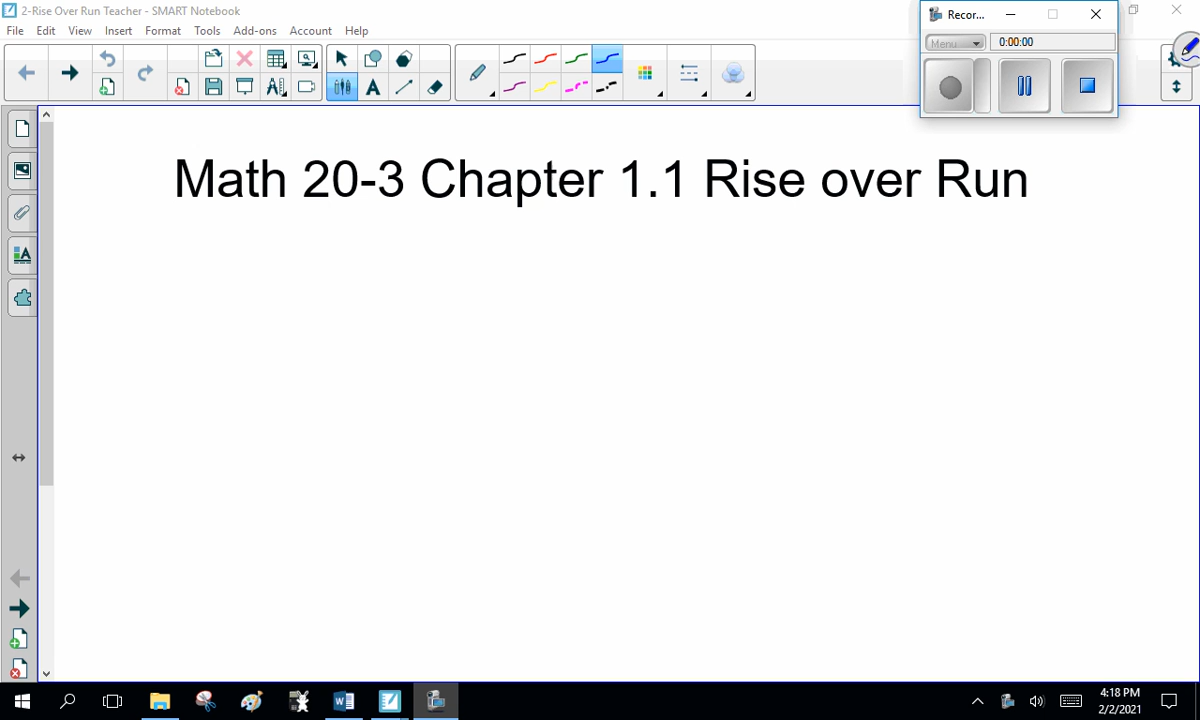 2-Rise Over Run Teacher - SMART Notebook
File Edit View Insert Format Tools Add-ons Account Help
Recor...
Menu 0:00:00
Math 20-3 Chapter 1.1 Rise over Run
4:18 PM
2/2/2021